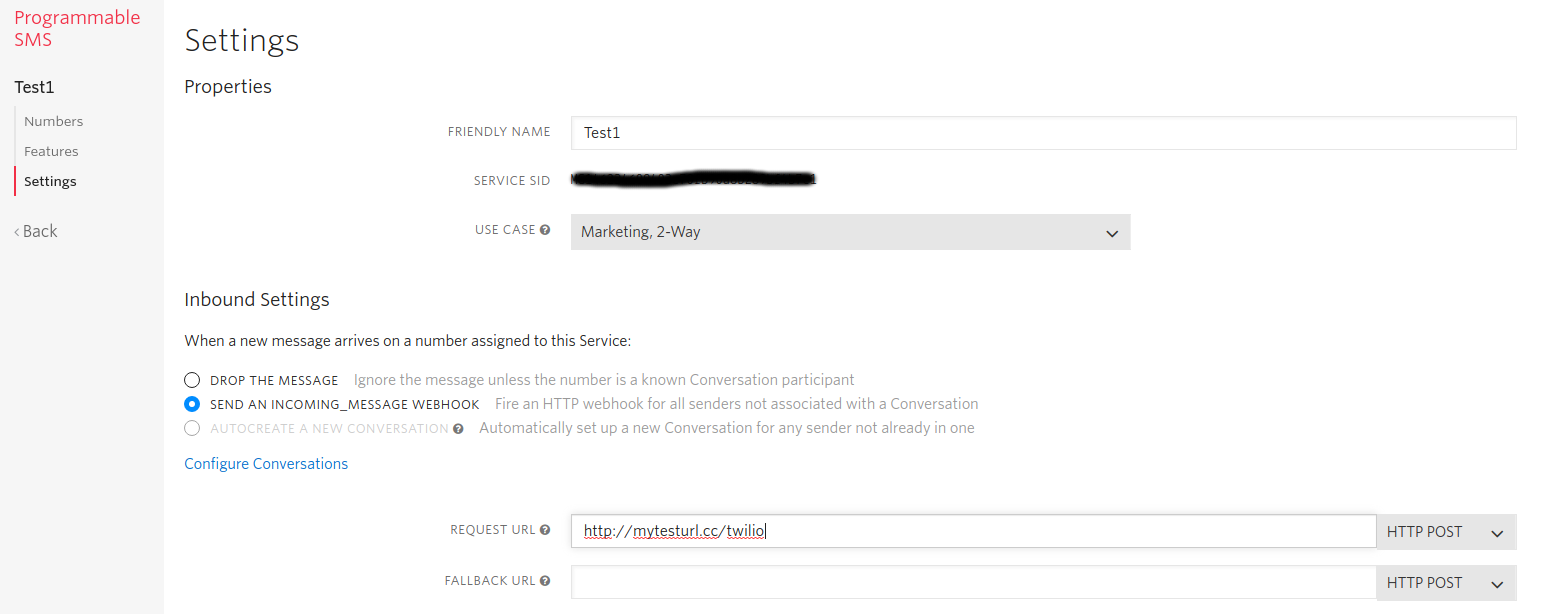 Programmable
SMS
Test1
Numbers
Features
Settings
‹ Back
Settings
Properties
FRIENDLY NAME Test1
SERVICE SID
USE CASE Marketing, 2-Way
Inbound Settings
When a new message arrives on a number assigned to this Service:
DROP THE MESSAGE Ignore the message unless the number is a known Conversation participant
SEND AN INCOMING_MESSAGE WEBHOOK Fire an HTTP webhook for all senders not associated with a Conversation
AUTOCREATE A NEW CONVERSATION Automatically set up a new Conversation for any sender not already in one
Configure Conversations
REQUEST URL http://mytesturl.cc/twilio HTTP POST
FALLBACK URL HTTP POST